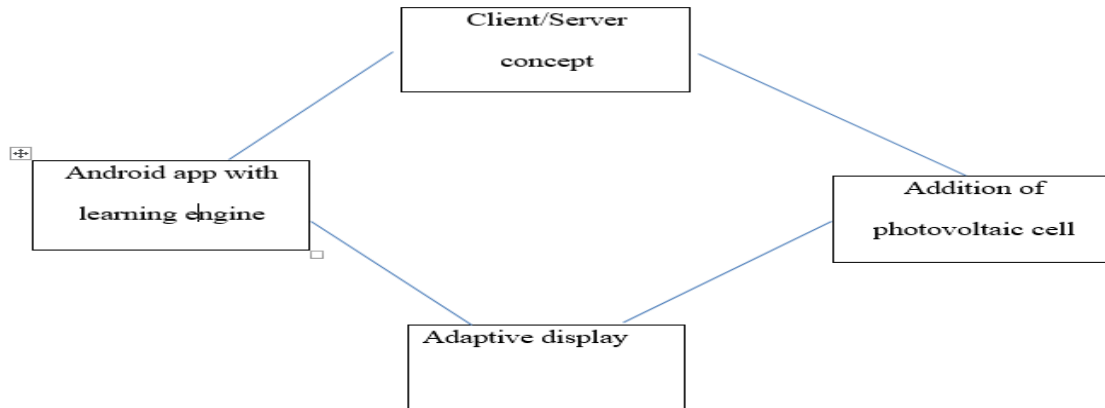 Client/Server
concept
Android app with
learning engine
Addition of
photovoltaic cell
Adaptive display